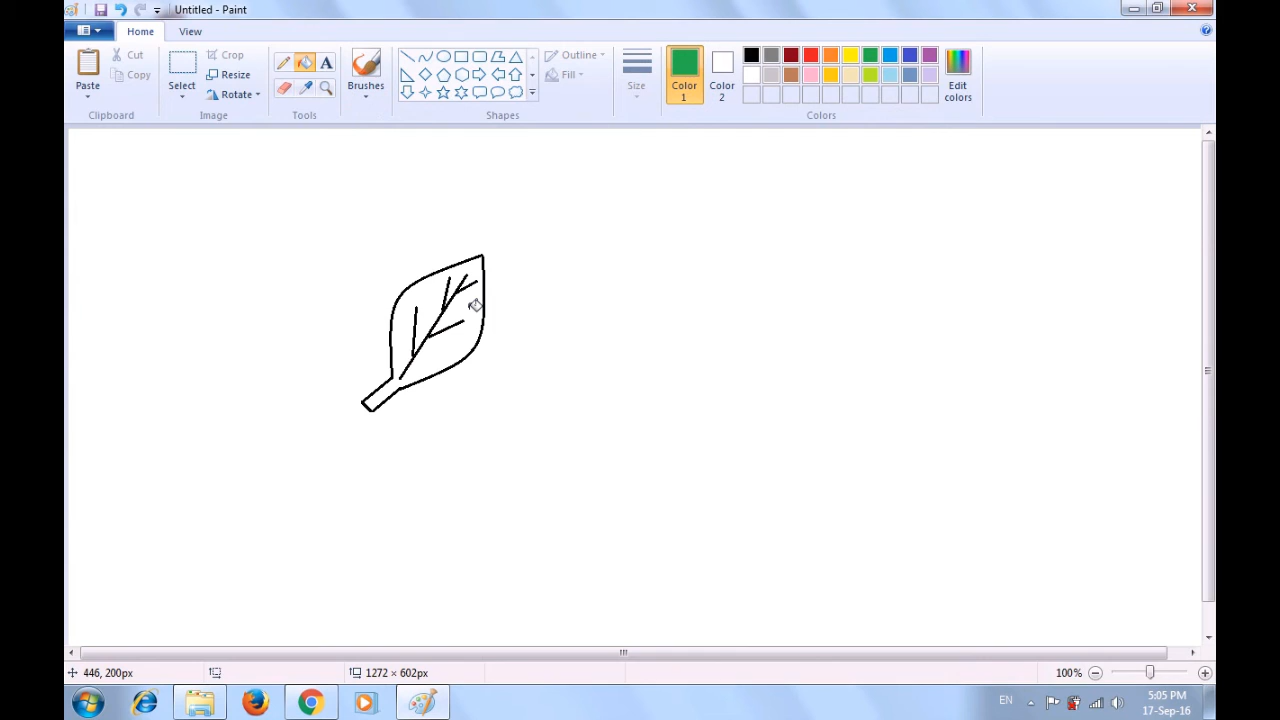 Untitled - Paint
Home View
Paste
Cut
Copy
Clipboard
Select
Crop
Resize
Rotate
Image
A
Tools
Brushes
Outline
Fill
Shapes
Size
Color 1
Color 2
Edit colors
Colors
446, 200px
1272 × 602px
100%
EN
5:05 PM
17-Sep-16